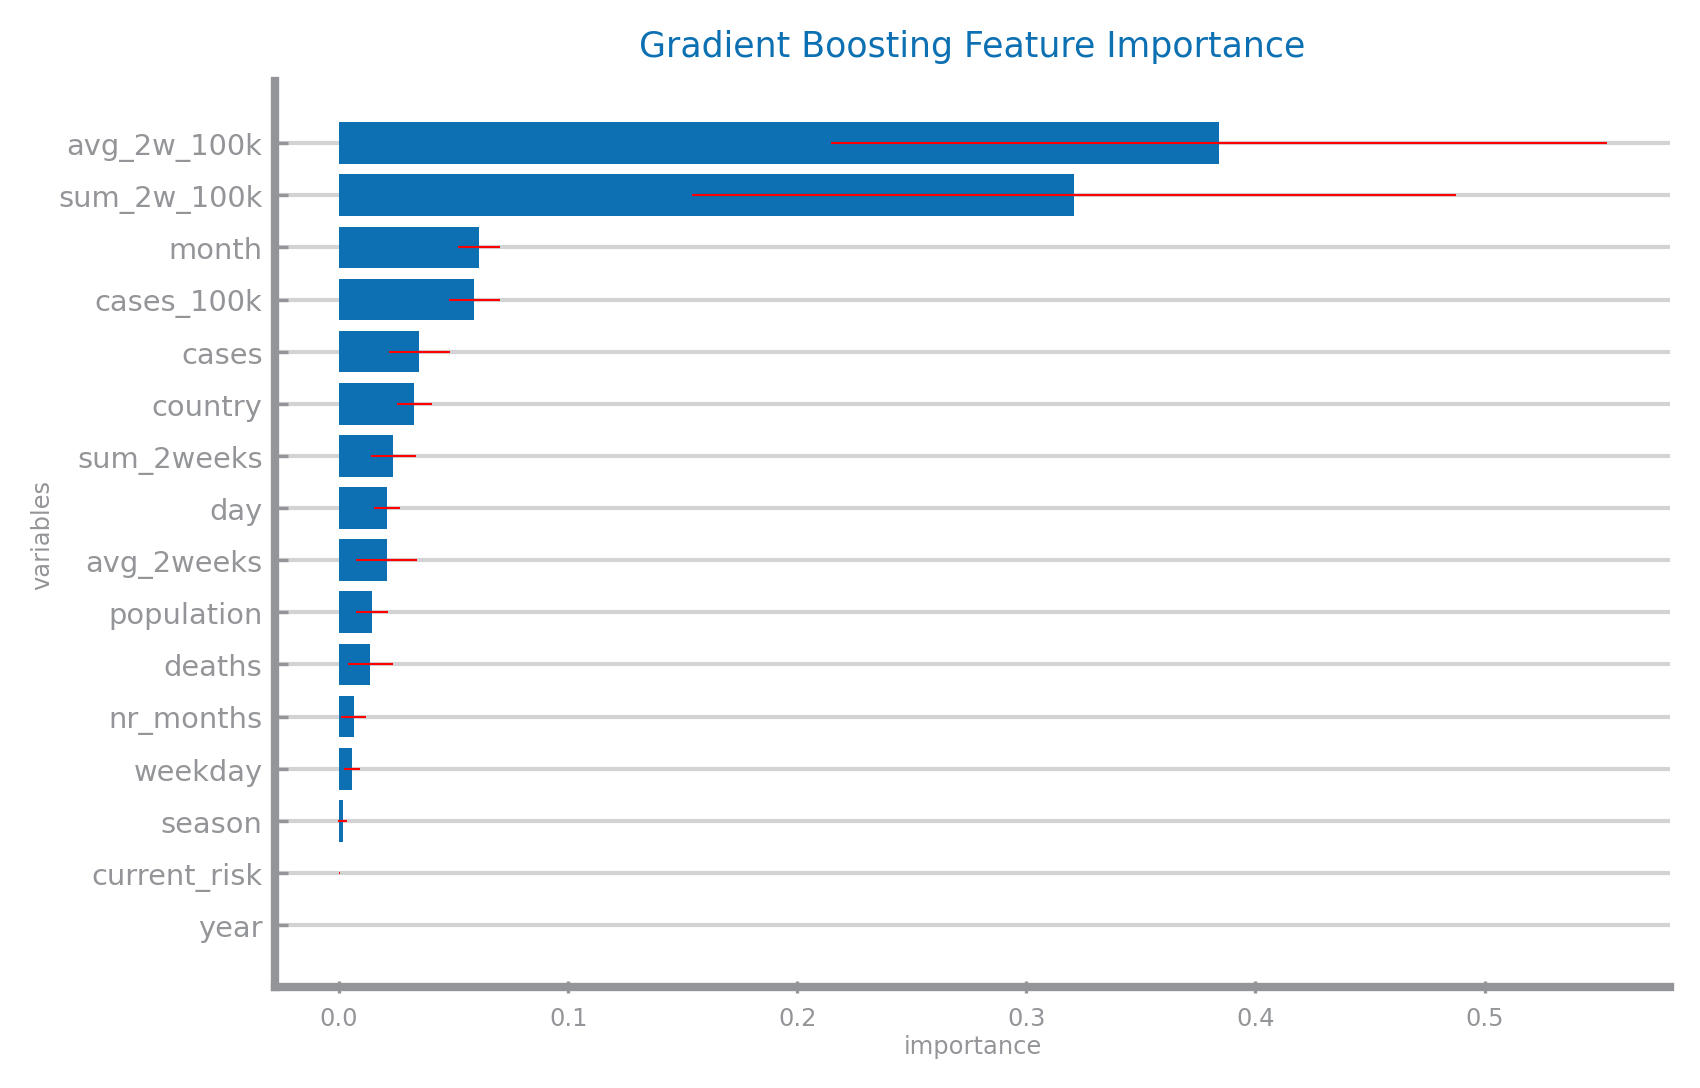 Gradient Boosting Feature Importance
avg_2w_100k
sum_2w_100k
month
cases_100k
cases
country
sum_2weeks
day
avg_2weeks
population
deaths
nr_months
weekday
season
current_risk
year
variables
0.0 0.1 0.2 0.3 0.4 0.5
importance